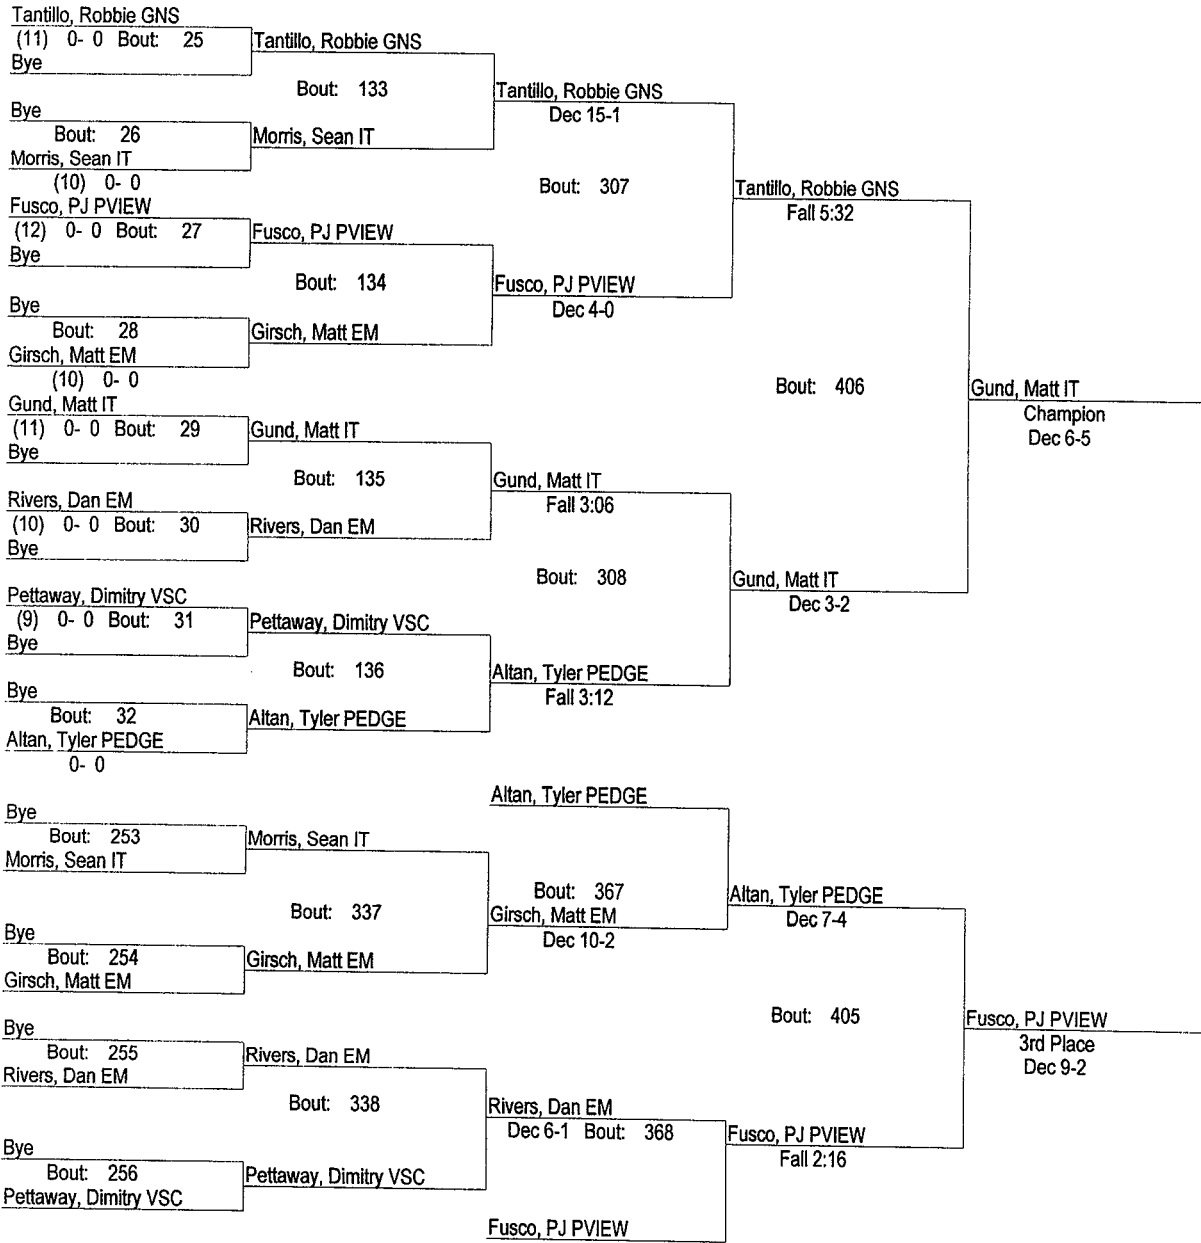 Tantillo, Robbie GNS
(11) 0- 0 Bout: 25
Bye
Tantillo, Robbie GNS
Bout: 133
Bye
Bout: 26
Morris, Sean IT
(10) 0- 0
Morris, Sean IT
Tantillo, Robbie GNS
Dec 15-1
Bout: 307
Fusco, PJ PVIEW
(12) 0- 0 Bout: 27
Bye
Fusco, PJ PVIEW
Bout: 134
Bye
Bout: 28
Girsch, Matt EM
(10) 0- 0
Girsch, Matt EM
Fusco, PJ PVIEW
Dec 4-0
Tantillo, Robbie GNS
Fall 5:32
Bout: 406
Gund, Matt IT
Champion
Dec 6-5
Gund, Matt IT
(11) 0- 0 Bout: 29
Bye
Gund, Matt IT
Bout: 135
Rivers, Dan EM
(10) 0- 0 Bout: 30
Bye
Rivers, Dan EM
Gund, Matt IT
Fall 3:06
Bout: 308
Gund, Matt IT
Dec 3-2
Pettaway, Dimitry VSC
(9) 0- 0 Bout: 31
Bye
Pettaway, Dimitry VSC
Bout: 136
Bye
Bout: 32
Altan, Tyler PEDGE
0- 0
Altan, Tyler PEDGE
Altan, Tyler PEDGE
Fall 3:12
Bye
Bout: 253
Morris, Sean IT
Morris, Sean IT
Bout: 337
Bye
Bout: 254
Girsch, Matt EM
Girsch, Matt EM
Altan, Tyler PEDGE
Bout: 367
Girsch, Matt EM
Dec 10-2
Altan, Tyler PEDGE
Dec 7-4
Bout: 405
Fusco, PJ PVIEW
3rd Place
Dec 9-2
Bye
Bout: 255
Rivers, Dan EM
Rivers, Dan EM
Bout: 338
Bye
Bout: 256
Pettaway, Dimitry VSC
Pettaway, Dimitry VSC
Rivers, Dan EM
Dec 6-1 Bout: 368
Fusco, PJ PVIEW
Fusco, PJ PVIEW
Fall 2:16